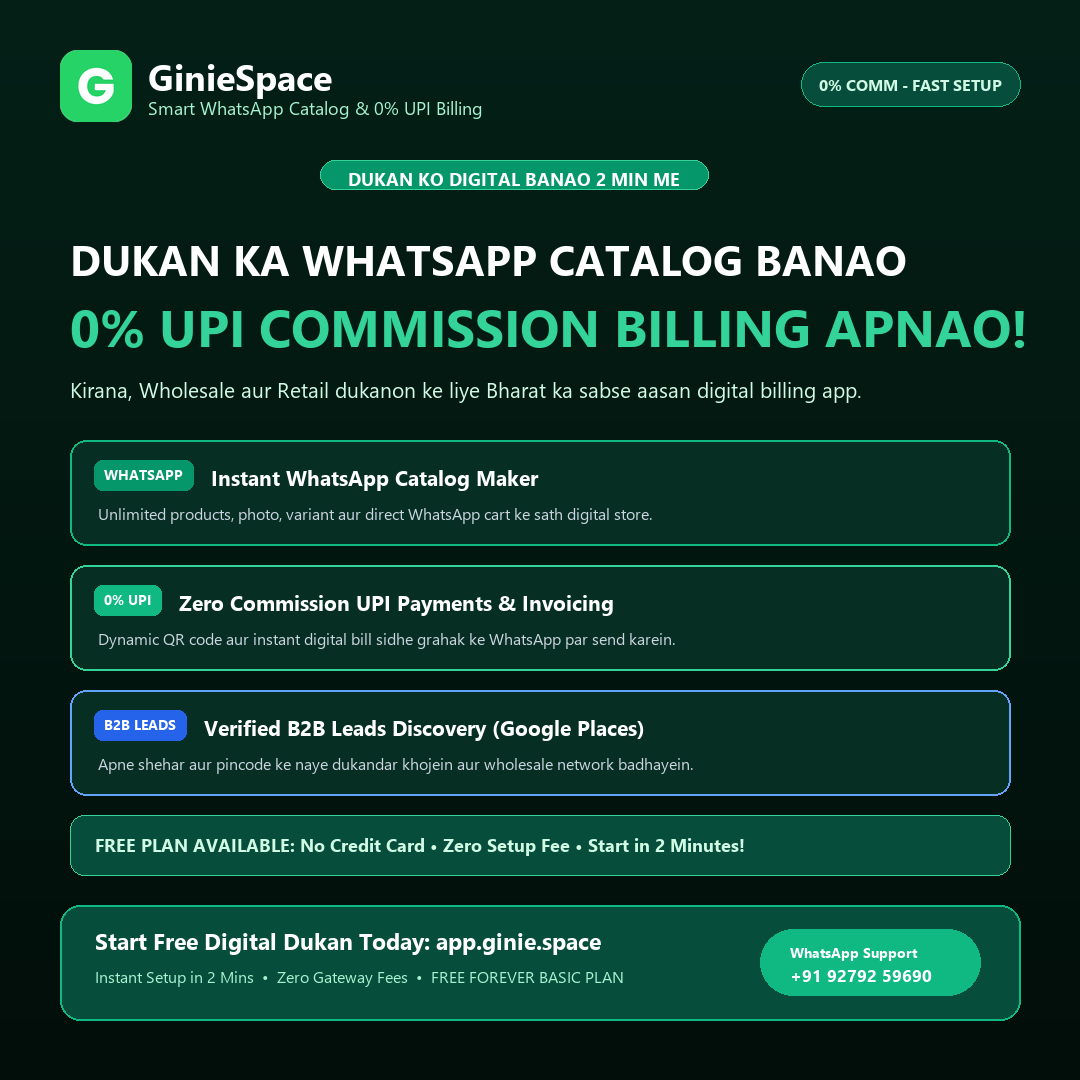 G
GinieSpace
Smart WhatsApp Catalog & 0% UPI Billing
0% COMM - FAST SETUP
DUKAN KO DIGITAL BANAO 2 MIN ME
DUKAN KA WHATSAPP CATALOG BANAO
0% UPI COMMISSION BILLING APNAO!
Kirana, Wholesale aur Retail dukanon ke liye Bharat ka sabse aasan digital billing app.
WHATSAPP Instant WhatsApp Catalog Maker
Unlimited products, photo, variant aur direct WhatsApp cart ke sath digital store.
0% UPI Zero Commission UPI Payments & Invoicing
Dynamic QR code aur instant digital bill sidhe grahak ke WhatsApp par send karein.
B2B LEADS Verified B2B Leads Discovery (Google Places)
Apne shehar aur pincode ke naye dukandar khojein aur wholesale network badhayein.
FREE PLAN AVAILABLE: No Credit Card • Zero Setup Fee • Start in 2 Minutes!
Start Free Digital Dukan Today: app.ginie.space
Instant Setup in 2 Mins • Zero Gateway Fees • FREE FOREVER BASIC PLAN
WhatsApp Support
+91 92792 59690